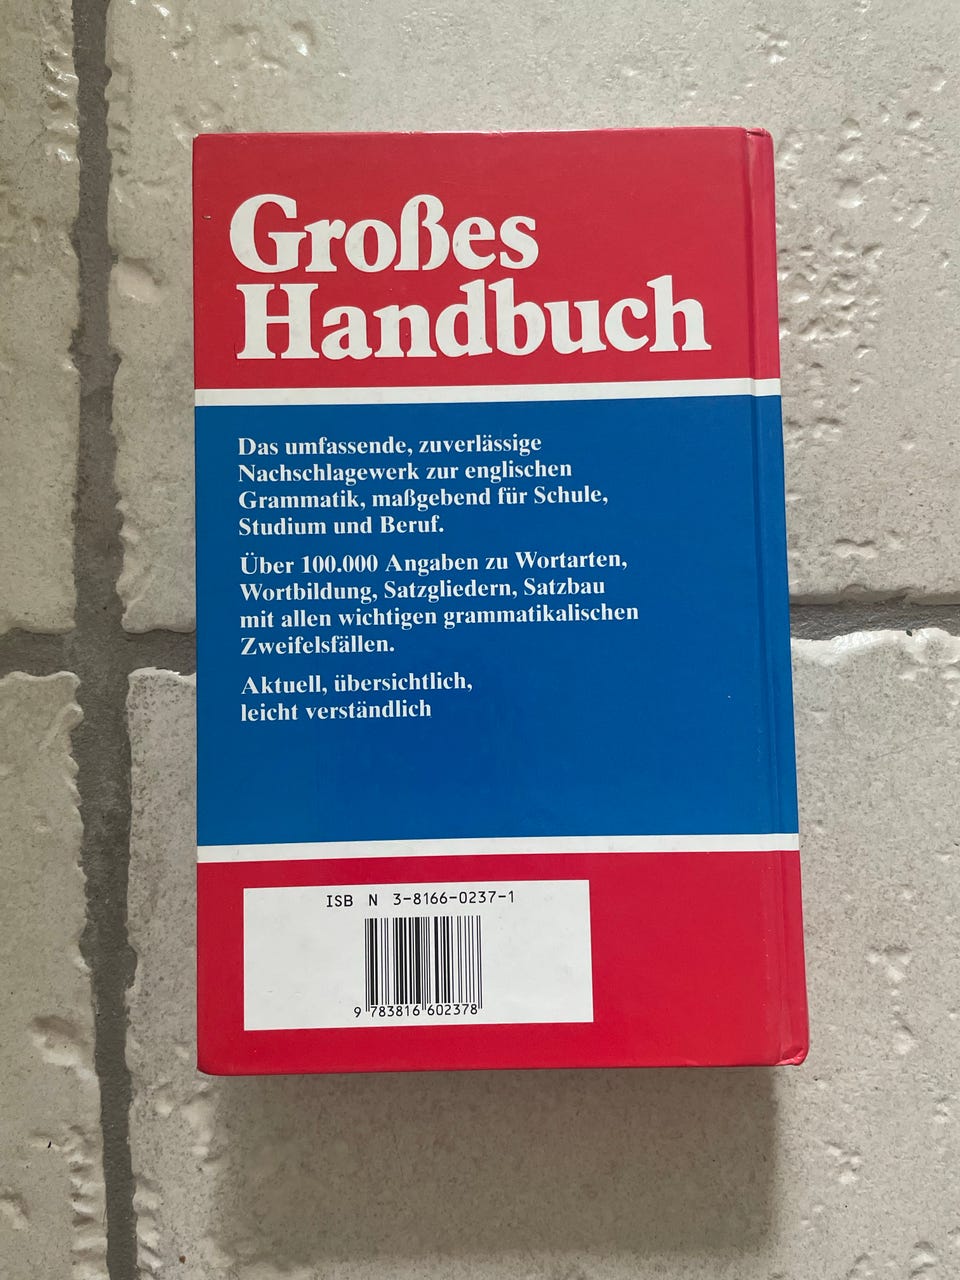 Großes
Handbuch
Das umfassende, zuverlässige
Nachschlagewerk zur englischen
Grammatik, maßgebend für Schule,
Studium und Beruf.
Über 100.000 Angaben zu Wortarten,
Wortbildung, Satzgliedern, Satzbau
mit allen wichtigen grammatikalischen
Zweifelsfällen.
Aktuell, übersichtlich,
leicht verständlich
ISB N 3-8166-0237-1
9 783816 602378